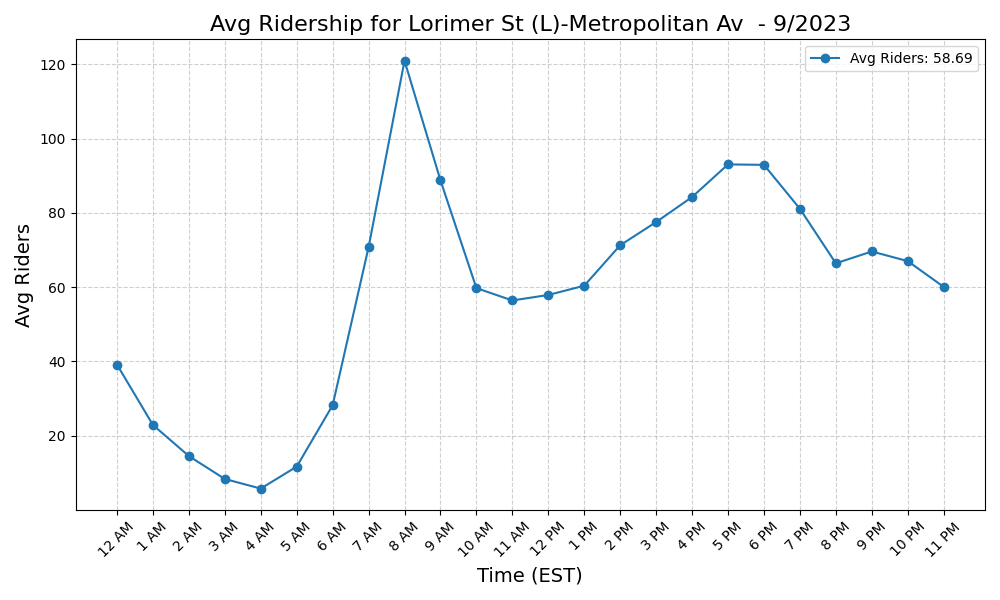 Avg Ridership for Lorimer St (L)-Metropolitan Av  - 9/2023
Avg Riders: 58.69
Avg Riders
120
100
80
60
40
20
12 AM
1 AM
2 AM
3 AM
4 AM
5 AM
6 AM
7 AM
8 AM
9 AM
10 AM
11 AM
12 PM
1 PM
2 PM
3 PM
4 PM
5 PM
6 PM
7 PM
8 PM
9 PM
10 PM
11 PM
Time (EST)